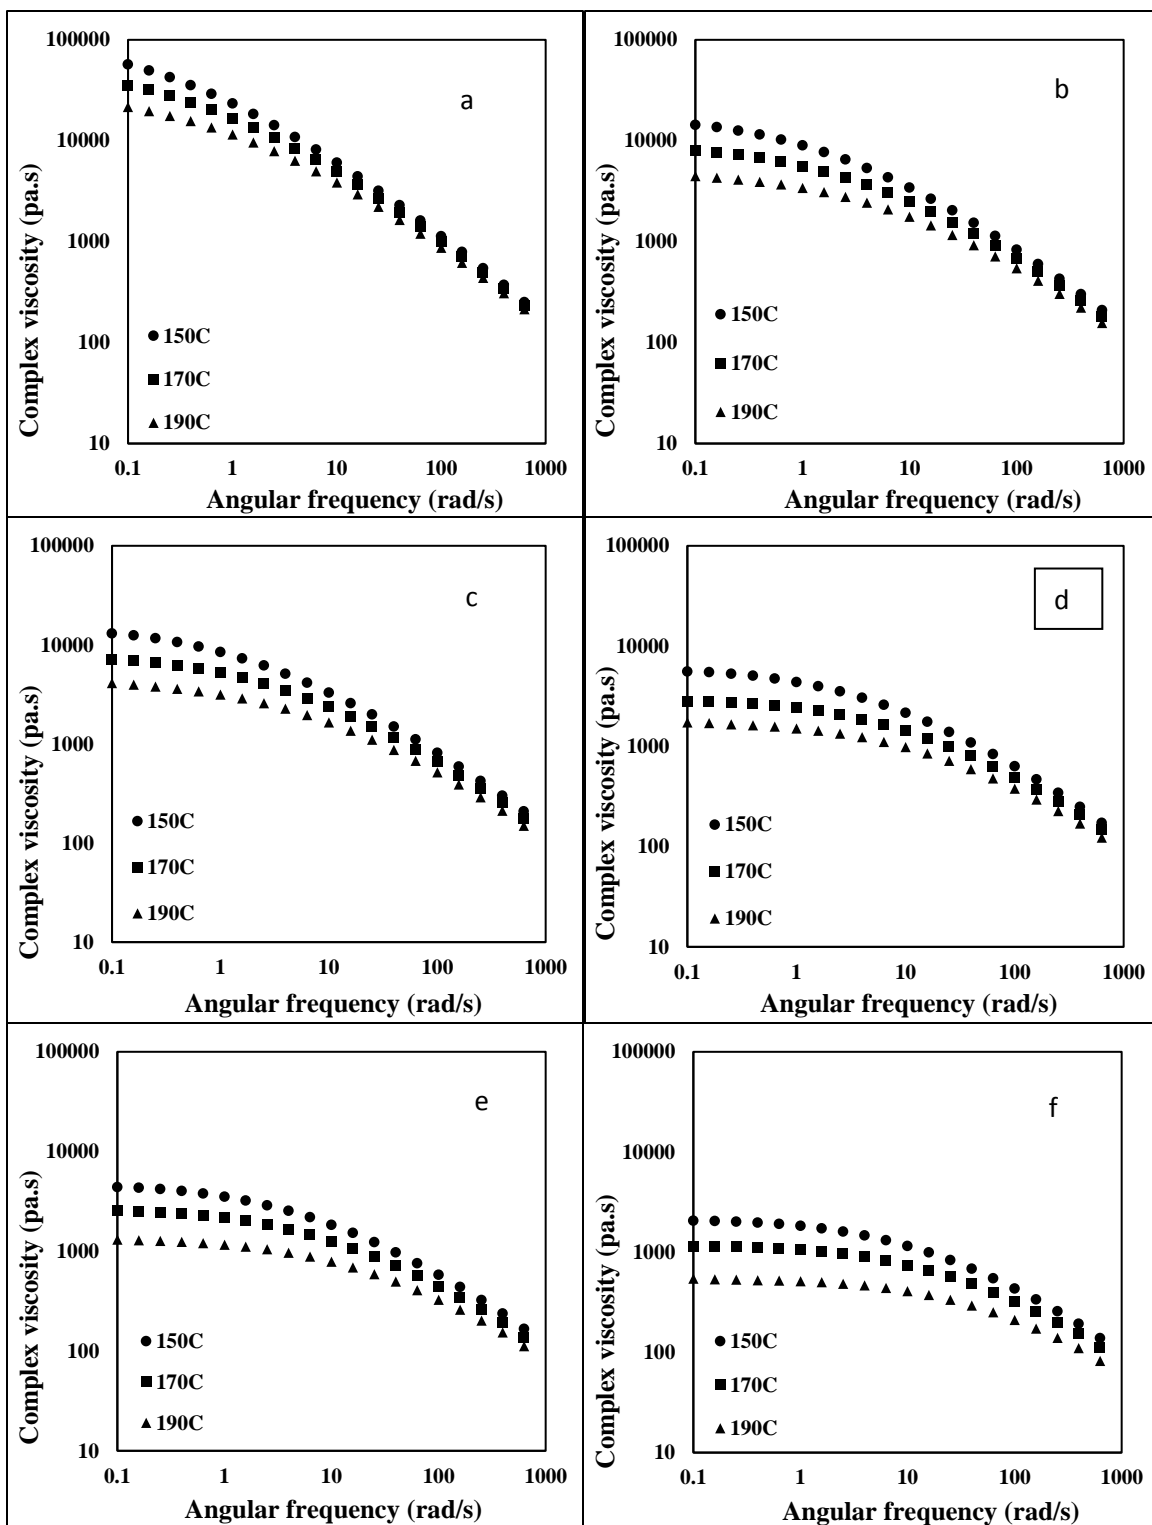 100000
10000
1000
100
10
Complex viscosity (pa.s)
a
150C
170C
190C
0.1 1 10 100 1000
Angular frequency (rad/s)
100000
10000
1000
100
10
Complex viscosity (pa.s)
b
150C
170C
190C
0.1 1 10 100 1000
Angular frequency (rad/s)
100000
10000
1000
100
10
Complex viscosity (pa.s)
c
150C
170C
190C
0.1 1 10 100 1000
Angular frequency (rad/s)
100000
10000
1000
100
10
Complex viscosity (pa.s)
d
150C
170C
190C
0.1 1 10 100 1000
Angular frequency (rad/s)
100000
10000
1000
100
10
Complex viscosity (pa.s)
e
150C
170C
190C
0.1 1 10 100 1000
Angular frequency (rad/s)
100000
10000
1000
100
10
Complex viscosity (pa.s)
f
150C
170C
190C
0.1 1 10 100 1000
Angular frequency (rad/s)